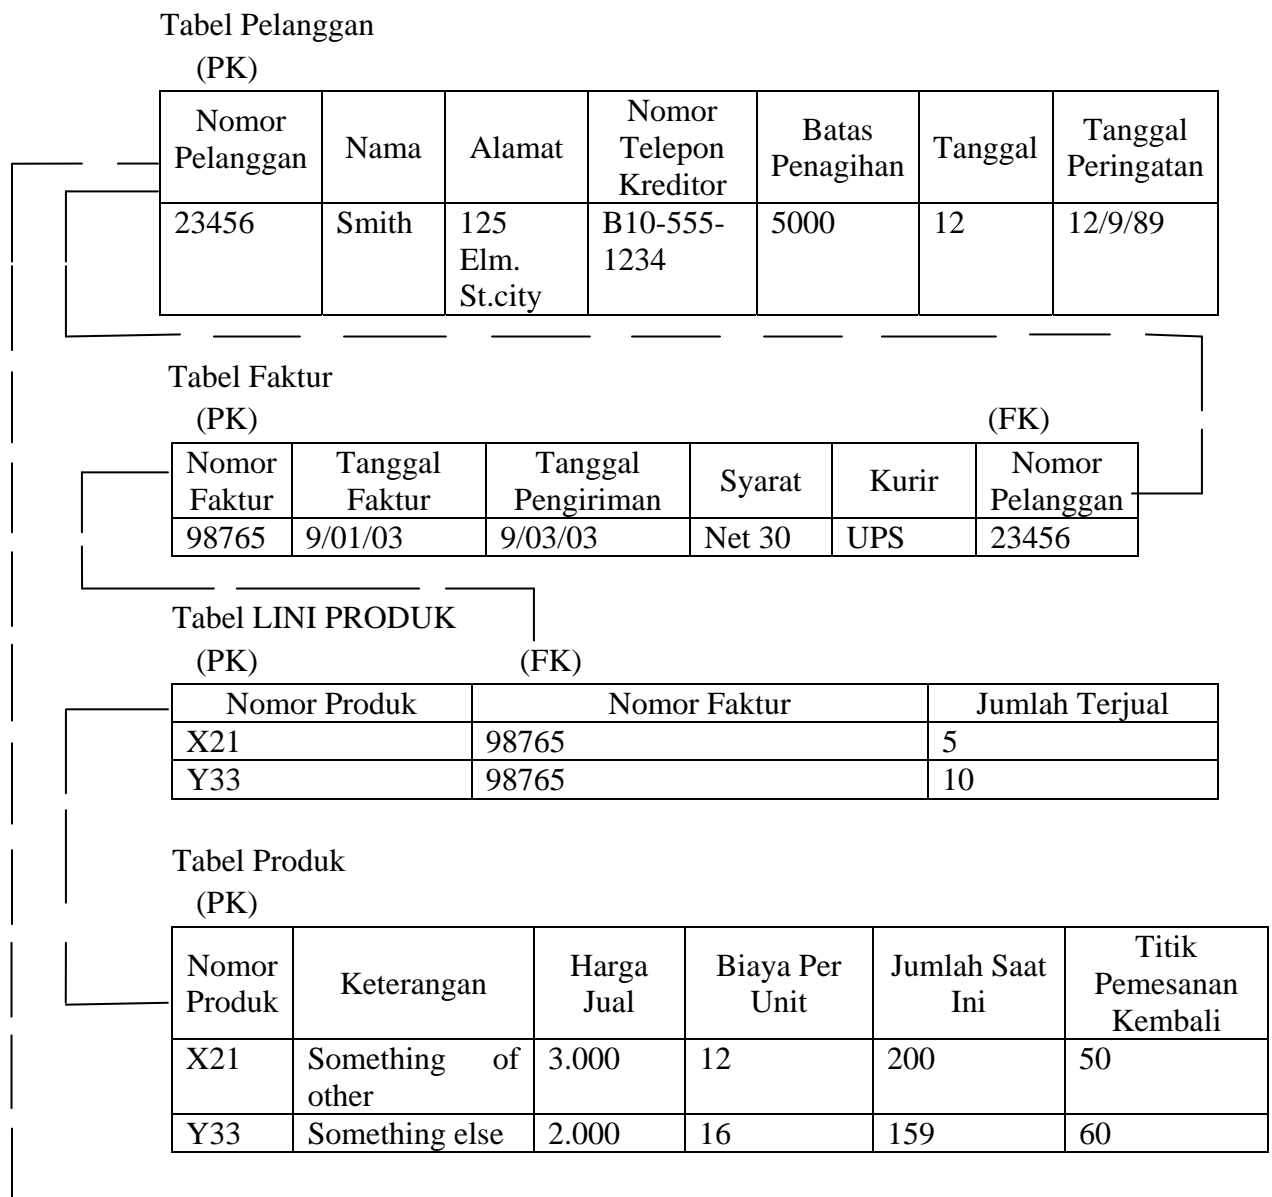 Tabel Pelanggan
(PK)
Nomor Pelanggan Nama Alamat Nomor Telepon Kreditor Batas Penagihan Tanggal Tanggal Peringatan
23456 Smith 125 Elm. St.city B10-555-1234 5000 12 12/9/89
Tabel Faktur
(PK) (FK)
Nomor Faktur Tanggal Faktur Tanggal Pengiriman Syarat Kurir Nomor Pelanggan
98765 9/01/03 9/03/03 Net 30 UPS 23456
Tabel LINI PRODUK
(PK) (FK)
Nomor Produk Nomor Faktur Jumlah Terjual
X21 98765 5
Y33 98765 10
Tabel Produk
(PK)
Nomor Produk Keterangan Harga Jual Biaya Per Unit Jumlah Saat Ini Titik Pemesanan Kembali
X21 Something of other 3.000 12 200 50
Y33 Something else 2.000 16 159 60